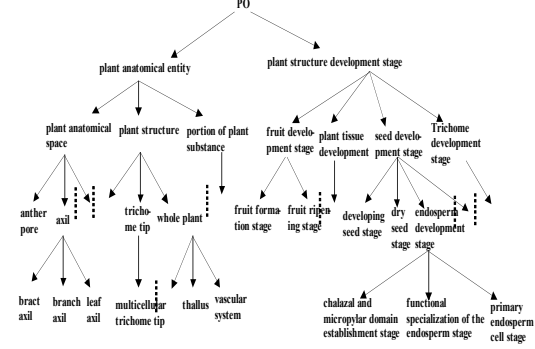 PO
plant anatomical entity
plant structure development stage
plant anatomical
space
plant structure
portion of plant
substance
fruit develo-
pment stage
plant tissue
development
seed develo-
pment stage
Trichome
development
stage
anther
pore
axil
tricho-
me tip
whole plant
fruit forma-
tion stage
fruit ripen-
ing stage
developing
seed stage
dry
seed
stage
endosperm
development
stage
bract
axil
branch
axil
leaf
axil
multicellular
trichome tip
thallus
vascular
system
chalazal and
micropylar domain
establishment stage
functional
specialization of the
endosperm stage
primary
endosperm
cell stage